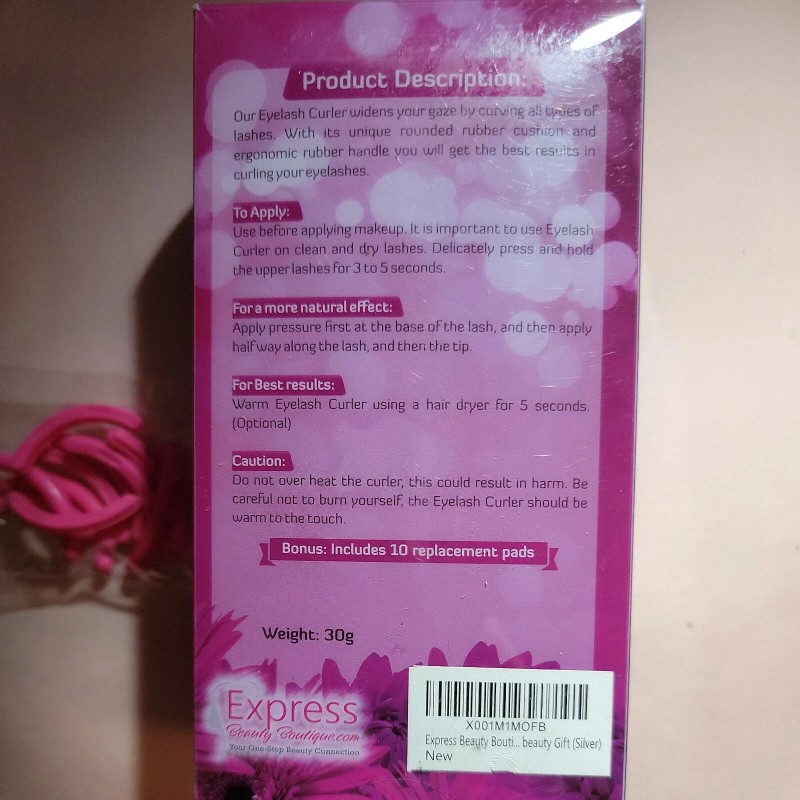 Product Description:
Our Eyelash Curler widens your gaze by curving all types of
lashes. With its unique rounded rubber cushion and
ergonomic rubber handle you will get the best results in
curling your eyelashes.
To Apply:
Use before applying makeup. It is important to use Eyelash
Curler on clean and dry lashes. Delicately press and hold
the upper lashes for 3 to 5 seconds.
For a more natural effect:
Apply pressure first at the base of the lash, and then apply
halfway along the lash, and then the tip.
For Best results:
Warm Eyelash Curler using a hair dryer for 5 seconds.
(Optional)
Caution:
Do not over heat the curler, this could result in harm. Be
careful not to burn yourself, the Eyelash Curler should be
warm to the touch.
Bonus: Includes 10 replacement pads
Weight: 30g
Express
Beauty Boutique.com
Your One-Stop Beauty Connection
X001M1MOFB
Express Beauty Bouti... beauty Gift (Silver)
New